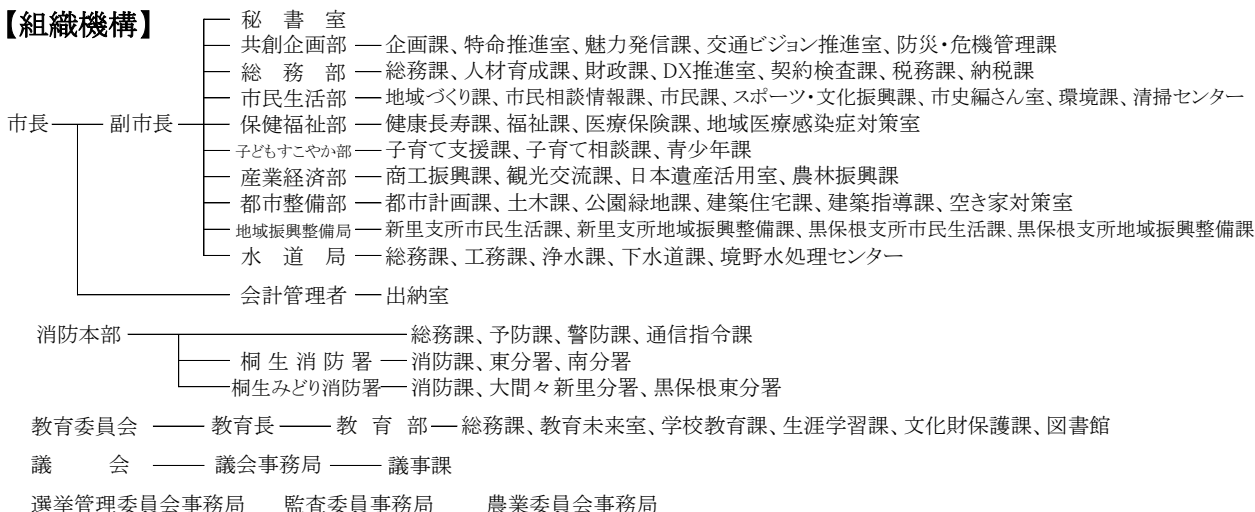 【組織機構】
秘書室
共創企画部 企画課、特命推進室、魅力発信課、交通ビジョン推進室、防災・危機管理課
総務部 総務課、人材育成課、財政課、DX推進室、契約検査課、税務課、納税課
市民生活部 地域づくり課、市民相談情報課、市民課、スポーツ・文化振興課、市史編さん室、環境課、清掃センター
市長 副市長 保健福祉部 健康長寿課、福祉課、医療保険課、地域医療感染症対策室
子どもすこやか部 子育て支援課、子育て相談課、青少年課
産業経済部 商工振興課、観光交流課、日本遺産活用室、農林振興課
都市整備部 都市計画課、土木課、公園緑地課、建築住宅課、建築指導課、空き家対策室
地域振興整備局 新里支所市民生活課、新里支所地域振興整備課、黒保根支所市民生活課、黒保根支所地域振興整備課
水道局 総務課、工務課、浄水課、下水道課、境野水処理センター
会計管理者 出納室
消防本部 総務課、予防課、警防課、通信指令課
桐生消防署 消防課、東分署、南分署
桐生みどり消防署 消防課、大間々新里分署、黒保根東分署
教育委員会 教育長 教育部 総務課、教育未来室、学校教育課、生涯学習課、文化財保護課、図書館
議会 議会事務局 議事課
選挙管理委員会事務局 監査委員事務局 農業委員会事務局